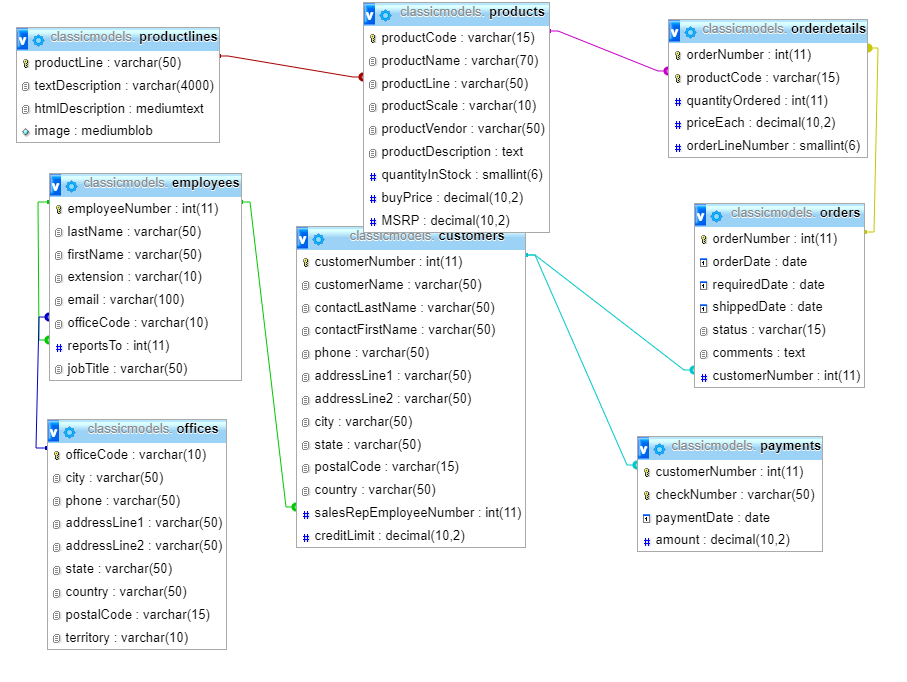 classicmodels. productlines
productLine : varchar(50)
textDescription : varchar(4000)
htmlDescription : mediumtext
image : mediumblob
classicmodels. products
productCode : varchar(15)
productName : varchar(70)
productLine : varchar(50)
productScale : varchar(10)
productVendor : varchar(50)
productDescription : text
quantityInStock : smallint(6)
buyPrice : decimal(10,2)
MSRP : decimal(10,2)
classicmodels. orderdetails
orderNumber : int(11)
productCode : varchar(15)
quantityOrdered : int(11)
priceEach : decimal(10,2)
orderLineNumber : smallint(6)
classicmodels. employees
employeeNumber : int(11)
lastName : varchar(50)
firstName : varchar(50)
extension : varchar(10)
email : varchar(100)
officeCode : varchar(10)
reportsTo : int(11)
jobTitle : varchar(50)
classicmodels. customers
customerNumber : int(11)
customerName : varchar(50)
contactLastName : varchar(50)
contactFirstName : varchar(50)
phone : varchar(50)
addressLine1 : varchar(50)
addressLine2 : varchar(50)
city : varchar(50)
state : varchar(50)
postalCode : varchar(15)
country : varchar(50)
salesRepEmployeeNumber : int(11)
creditLimit : decimal(10,2)
classicmodels. orders
orderNumber : int(11)
orderDate : date
requiredDate : date
shippedDate : date
status : varchar(15)
comments : text
customerNumber : int(11)
classicmodels. offices
officeCode : varchar(10)
city : varchar(50)
phone : varchar(50)
addressLine1 : varchar(50)
addressLine2 : varchar(50)
state : varchar(50)
country : varchar(50)
postalCode : varchar(15)
territory : varchar(10)
classicmodels. payments
customerNumber : int(11)
checkNumber : varchar(50)
paymentDate : date
amount : decimal(10,2)